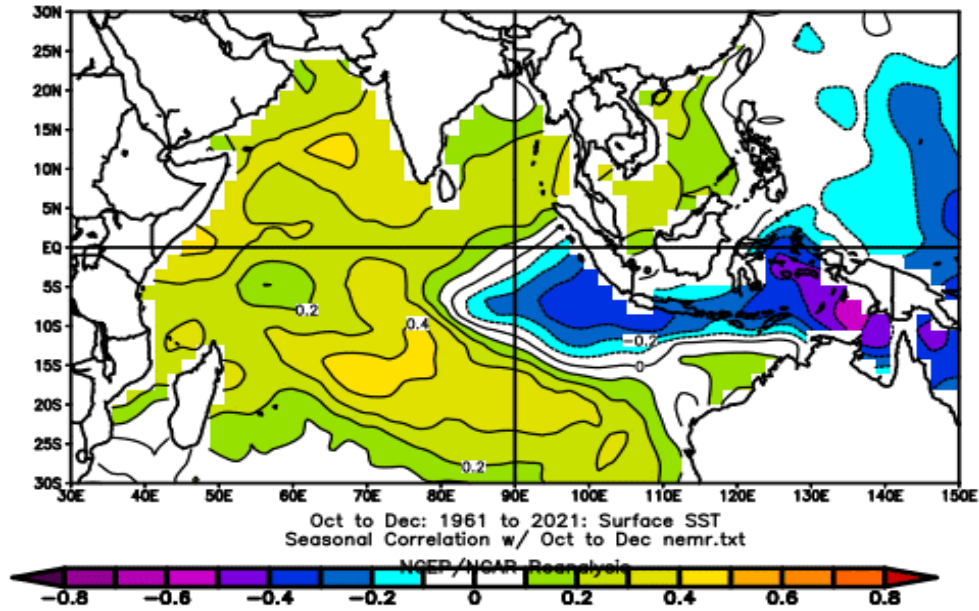 30N
25N
20N
15N
10N
5N
EQ
5S
10S
15S
20S
25S
30S
0.2
0.4
-0.2
0
0.2
30E 40E 50E 60E 70E 80E 90E 100E 110E 120E 130E 140E 150E
Oct to Dec: 1961 to 2021: Surface SST
Seasonal Correlation w/ Oct to Dec nemr.txt
NCEP/NCAR Reanalysis
-0.8 -0.6 -0.4 -0.2 0 0.2 0.4 0.6 0.8